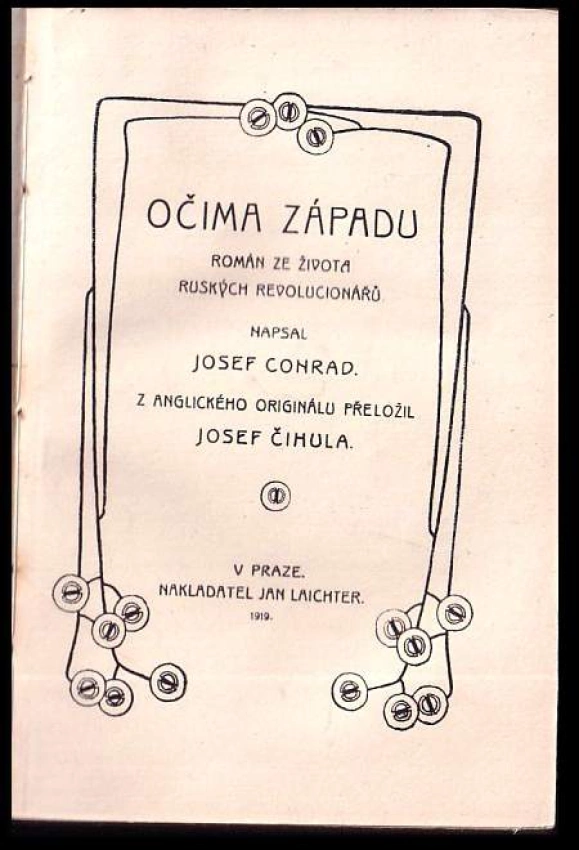 OČIMA ZÁPADU
ROMÁN ZE ŽIVOTA
RUSKÝCH REVOLUCIONÁŘŮ
NAPSAL
JOSEF CONRAD.
Z ANGLICKÉHO ORIGINÁLU PŘELOŽIL
JOSEF ČIHULA.
V PRAZE.
NAKLADATEL JAN LAICHTER.
1919.